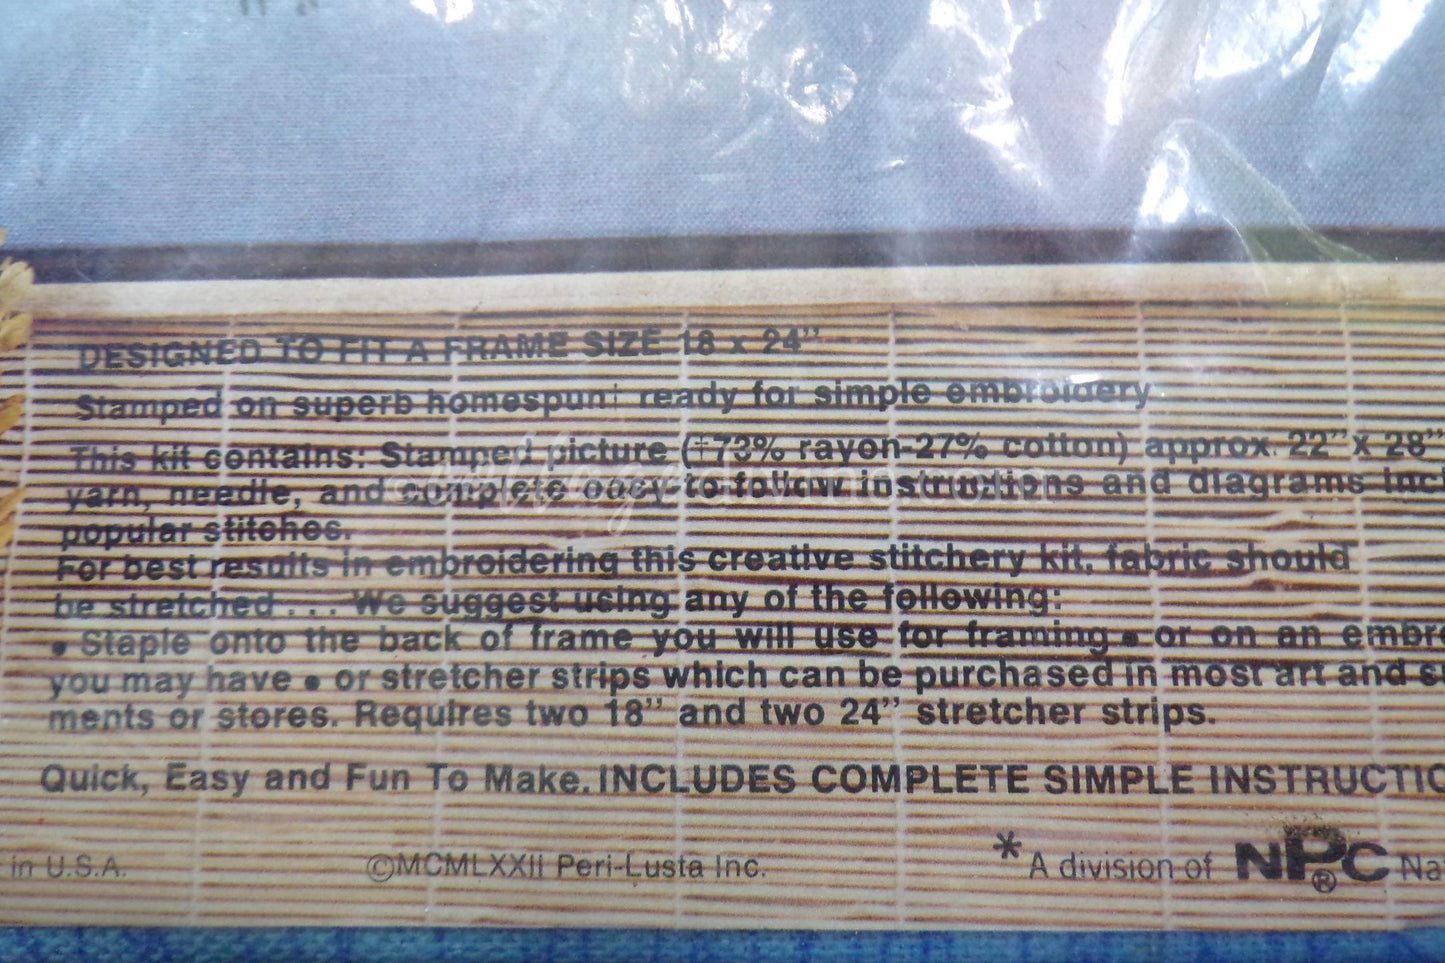 DESIGNED TO FIT A FRAME SIZE 18 x 24”
Stamped on superb homespun† ready for simple embroidery
This kit contains: Stamped picture (†73% rayon-27% cotton) approx. 22” x 28”
yarn, needle, and complete easy-to-follow instructions and diagrams incl
popular stitches.
For best results in embroidering this creative stitchery kit, fabric should
be stretched . . . We suggest using any of the following:
• Staple onto the back of frame you will use for framing • or on an embr
you may have • or stretcher strips which can be purchased in most art and s
ments or stores. Requires two 18” and two 24” stretcher strips.
Quick, Easy and Fun To Make. INCLUDES COMPLETE SIMPLE INSTRUCTIO
in U.S.A. ©MCMLXXII Peri-Lusta Inc. * A division of NPC® Na